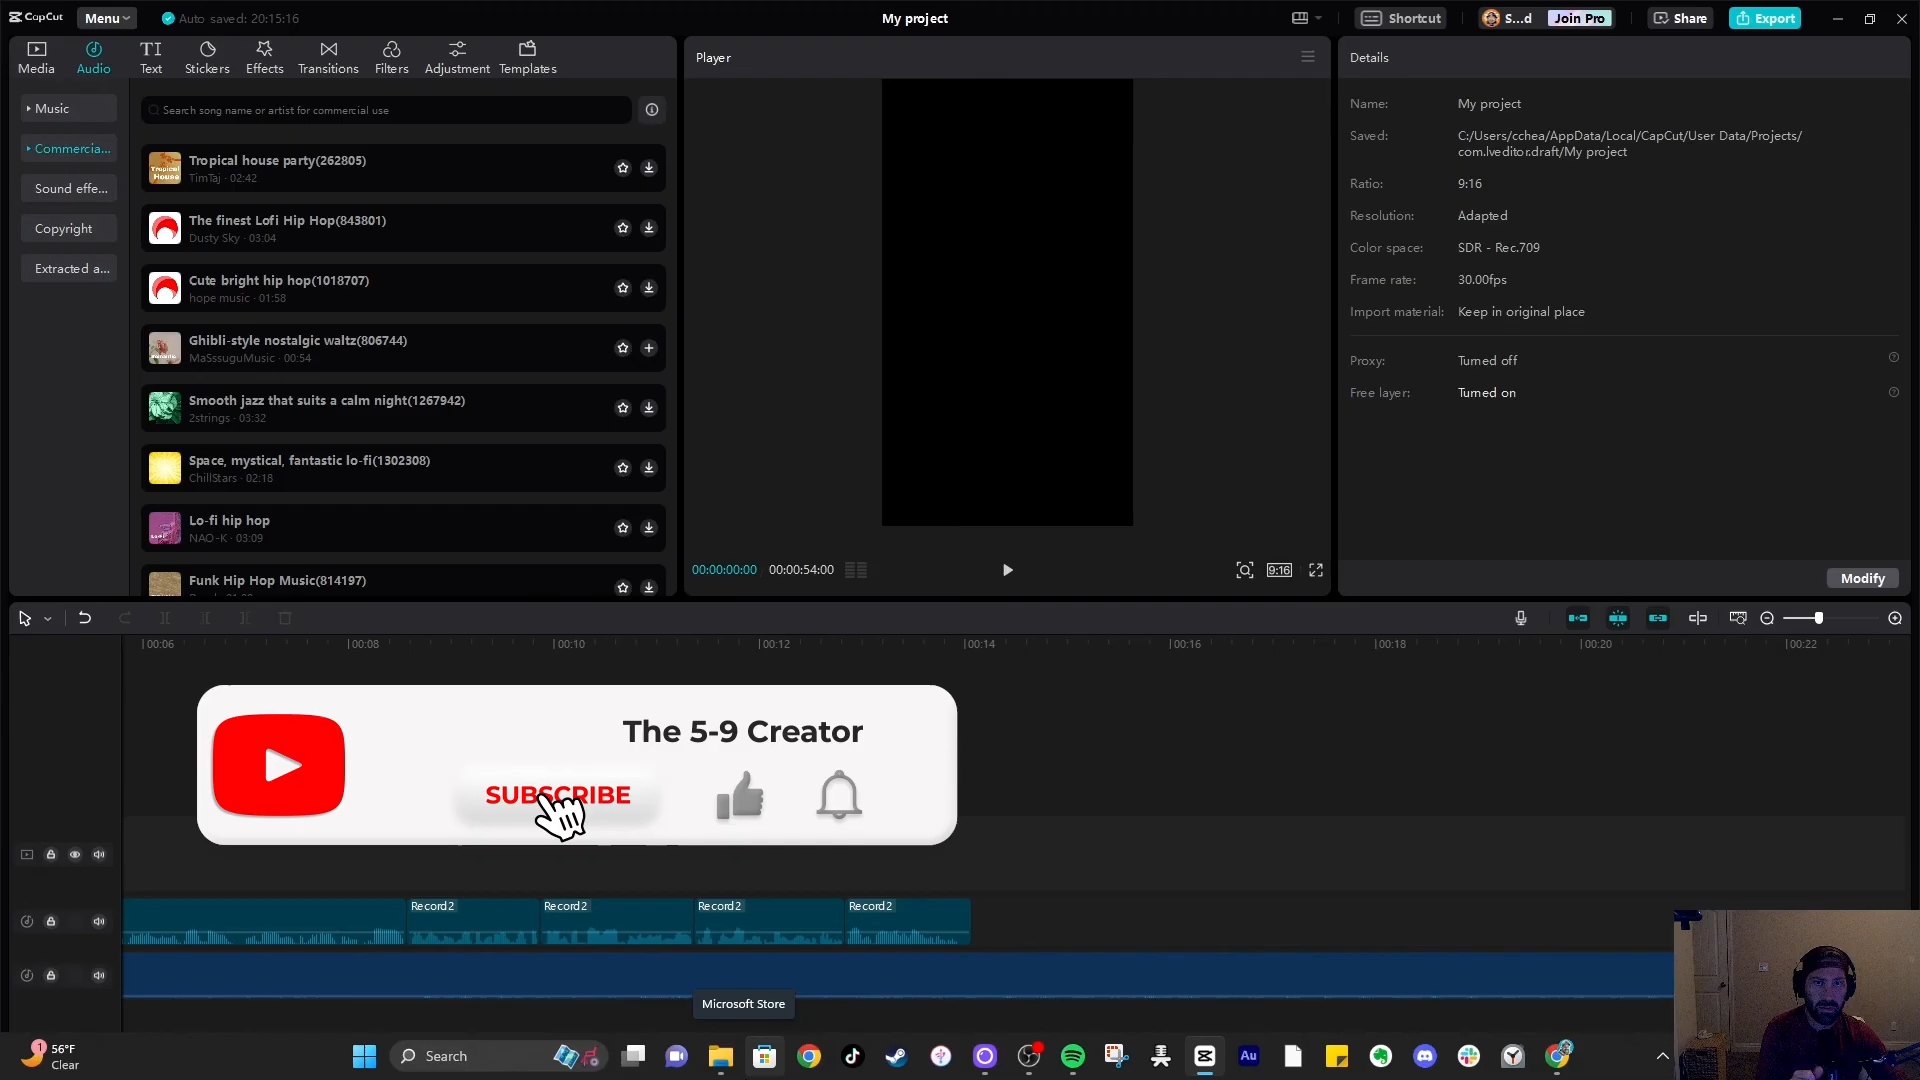 CapCut
Menu
Auto saved: 20:15:16
My project
Shortcut
S...d
Join Pro
Share
Export
Media
Audio
Text
Stickers
Effects
Transitions
Filters
Adjustment
Templates
Player
Details
Music
Commercia...
Sound effe...
Copyright
Extracted a...
Search song name or artist for commercial use
Tropical house party(262805)
TimTaj · 02:42
The finest Lofi Hip Hop(843801)
Dusty Sky · 03:04
Cute bright hip hop(1018707)
hope music · 01:58
Ghibli-style nostalgic waltz(806744)
MaSssuguMusic · 00:54
Smooth jazz that suits a calm night(1267942)
2strings · 03:32
Space, mystical, fantastic lo-fi(1302308)
ChillStars · 02:18
Lo-fi hip hop
NAO-K · 03:09
Funk Hip Hop Music(814197)
00:00:00:00
00:00:54:00
9:16
Name: My project
Saved: C:/Users/cchea/AppData/Local/CapCut/User Data/Projects/
com.lveditor.draft/My project
Ratio: 9:16
Resolution: Adapted
Color space: SDR - Rec.709
Frame rate: 30.00fps
Import material: Keep in original place
Proxy: Turned off
Free layer: Turned on
Modify
00:06
00:08
00:10
00:12
00:14
00:16
00:18
00:20
00:22
The 5-9 Creator
SUBSCRIBE
Record2
Record2
Record2
Record2
Microsoft Store
1
56°F
Clear
Search
Au